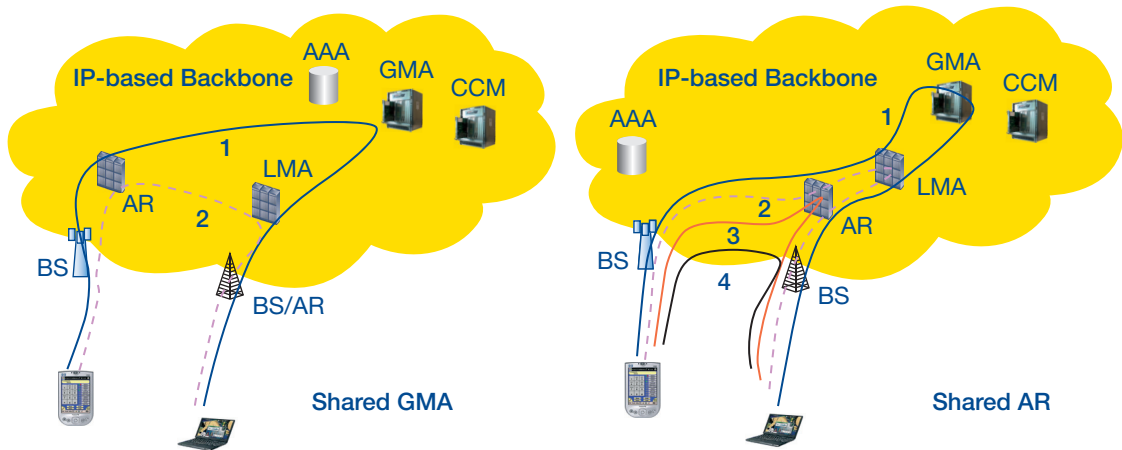 AAA
GMA
IP-based Backbone
CCM
1
LMA
AR
2
BS
BS/AR
Shared GMA
GMA
IP-based Backbone
CCM
1
AAA
LMA
2
AR
3
BS
4
BS
Shared AR